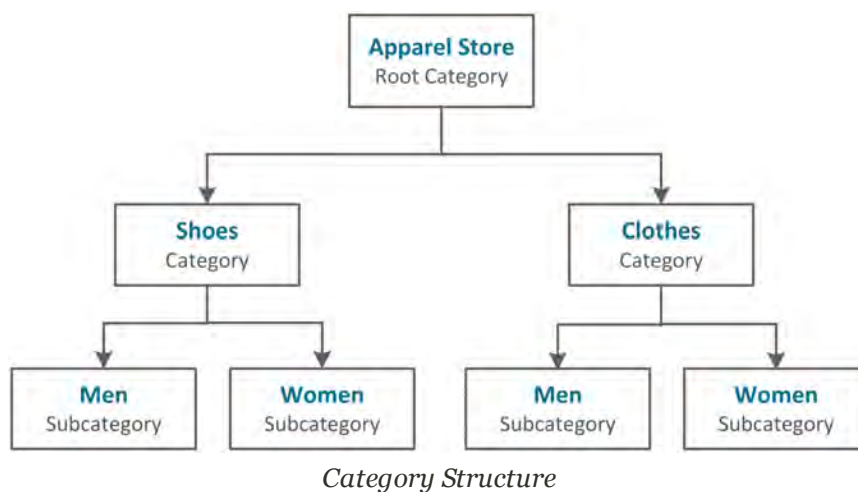 Apparel Store
Root Category
Shoes
Category
Clothes
Category
Men
Subcategory
Women
Subcategory
Men
Subcategory
Women
Subcategory
Category Structure